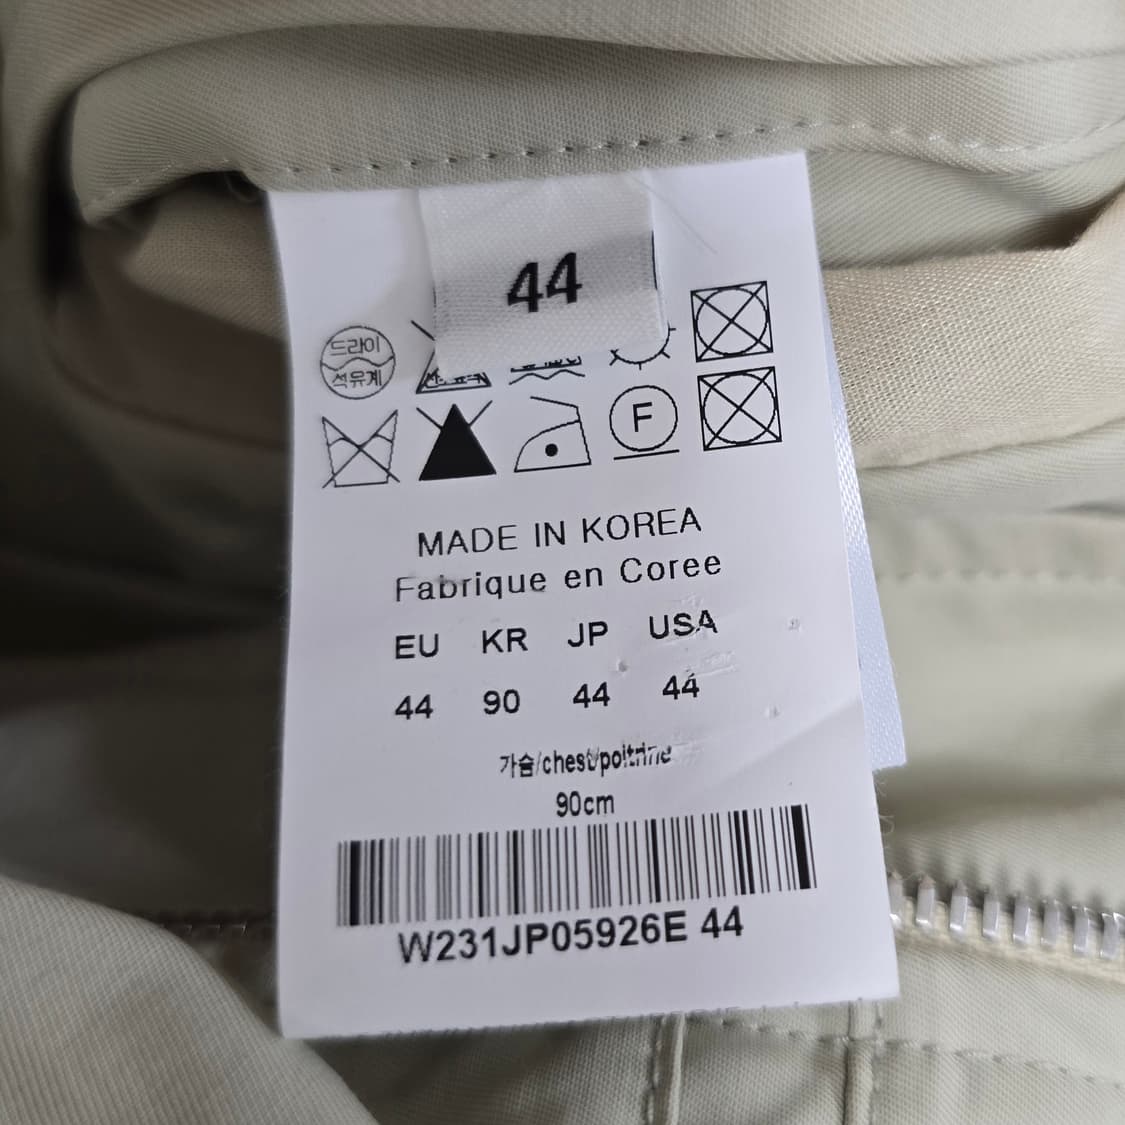 44
드라이
석유계
F
MADE IN KOREA
Fabrique en Coree
EU KR JP USA
44 90 44 44
가슴/chest/poitrine
90cm
W231JP05926E 44